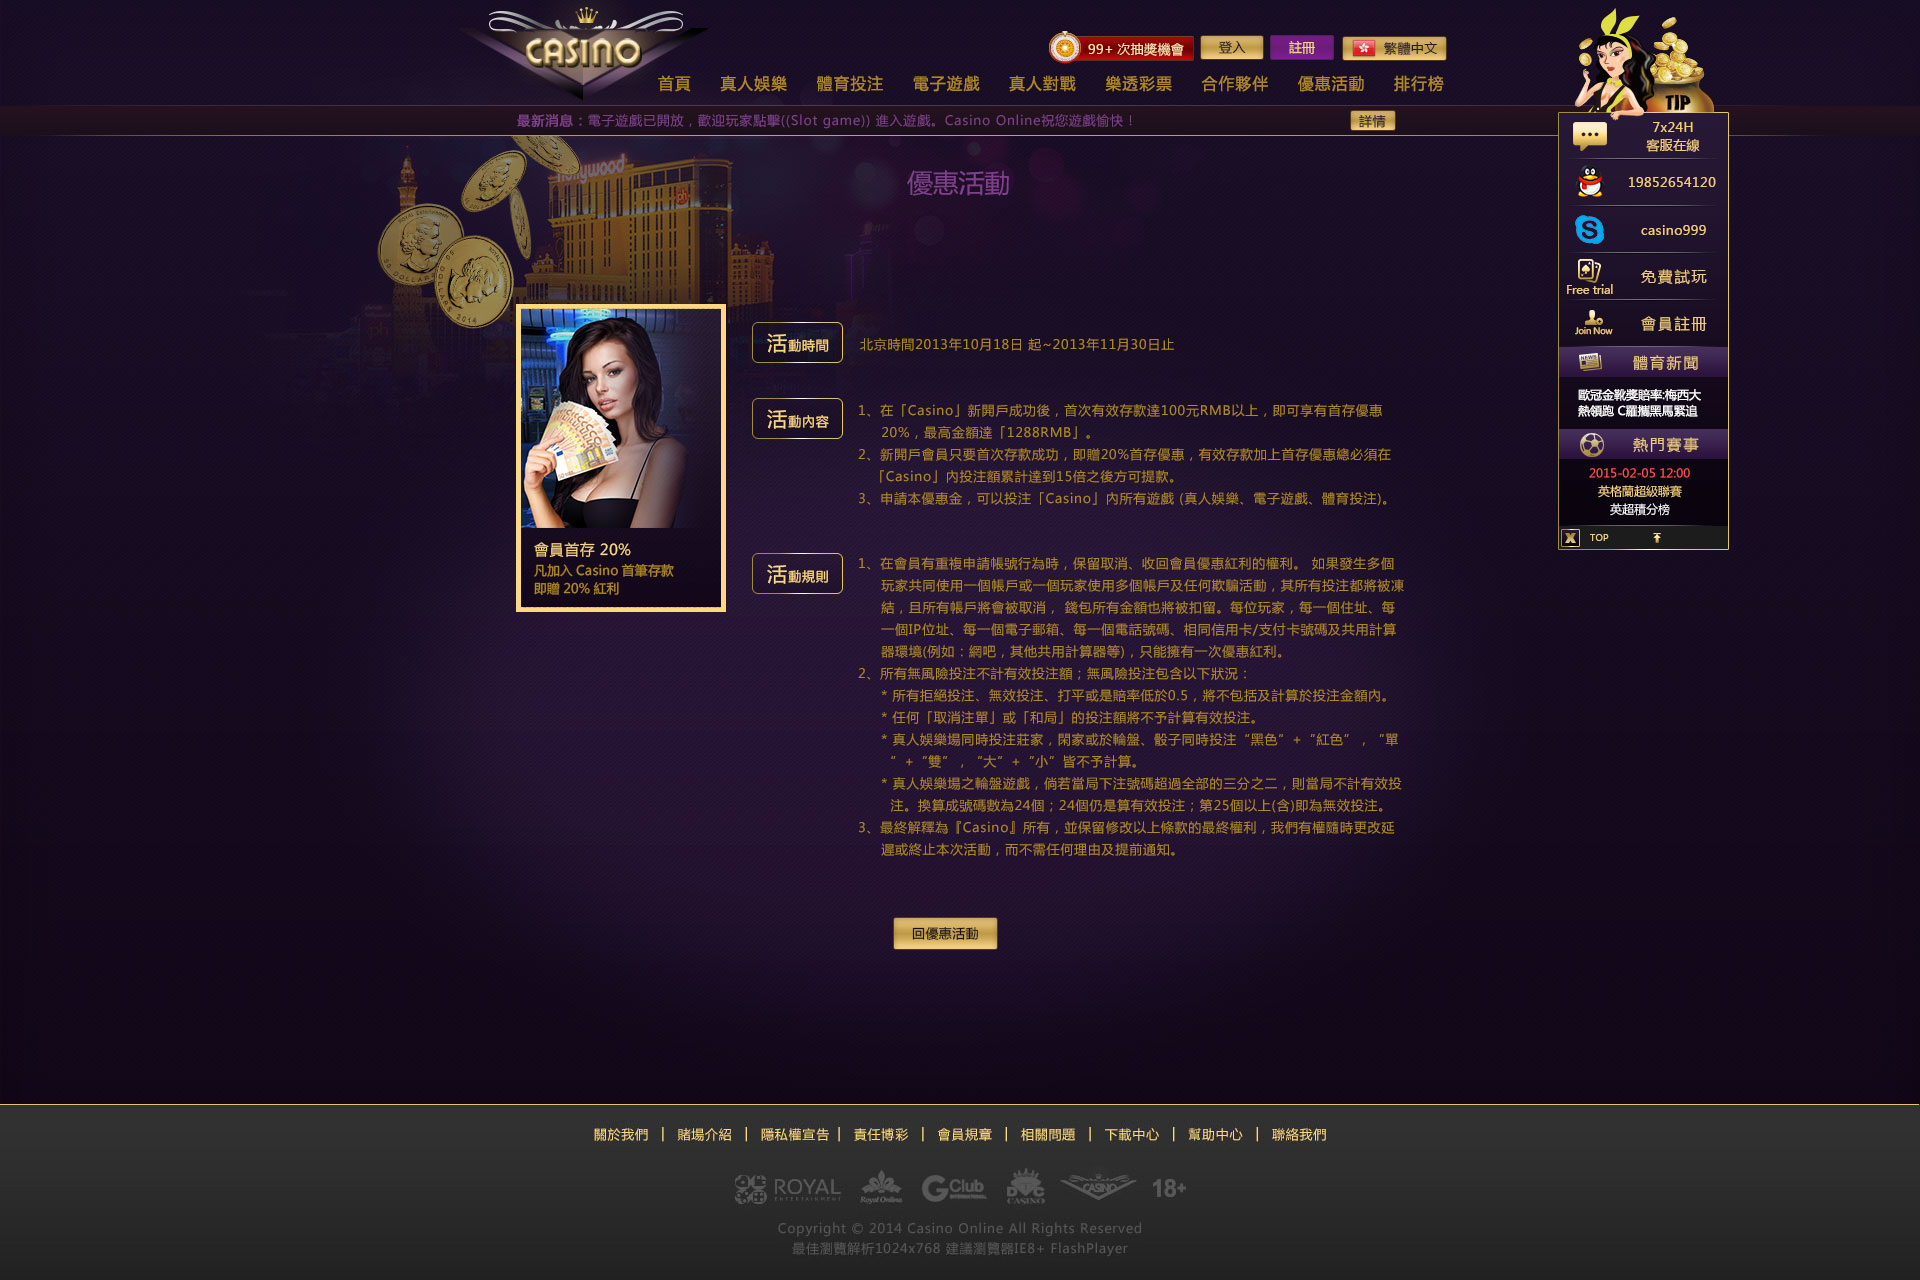 CASINO
99+ 次抽獎機會
登入
註冊
繁體中文
首頁 真人娛樂 體育投注 電子遊戲 真人對戰 樂透彩票 合作夥伴 優惠活動 排行榜
最新消息：電子遊戲已開放，歡迎玩家點擊((Slot game)) 進入遊戲。Casino Online祝您遊戲愉快！
詳情
優惠活動
hollywood
會員首存 20%
凡加入 Casino 首筆存款
即贈 20% 紅利
活動時間
北京時間2013年10月18日 起~2013年11月30日止
活動內容
1、在「Casino」新開戶成功後，首次有效存款達100元RMB以上，即可享有首存優惠
20%，最高金額達「1288RMB」。
2、新開戶會員只要首次存款成功，即贈20%首存優惠，有效存款加上首存優惠總必須在
「Casino」內投注額累計達到15倍之後方可提款。
3、申請本優惠金，可以投注「Casino」內所有遊戲 (真人娛樂、電子遊戲、體育投注)。
活動規則
1、在會員有重複申請帳號行為時，保留取消、收回會員優惠紅利的權利。 如果發生多個
玩家共同使用一個帳戶或一個玩家使用多個帳戶及任何欺騙活動，其所有投注都將被凍
結，且所有帳戶將會被取消， 錢包所有金額也將被扣留。每位玩家，每一個住址、每
一個IP位址、每一個電子郵箱、每一個電話號碼、相同信用卡/支付卡號碼及共用計算
器環境(例如：網吧，其他共用計算器等)，只能擁有一次優惠紅利。
2、所有無風險投注不計有效投注額；無風險投注包含以下狀況：
* 所有拒絕投注、無效投注、打平或是賠率低於0.5，將不包括及計算於投注金額內。
* 任何「取消注單」或「和局」的投注額將不予計算有效投注。
* 真人娛樂場同時投注莊家，閑家或於輪盤、骰子同時投注“黑色”+“紅色”，“單
”+“雙”，“大”+“小”皆不予計算。
* 真人娛樂場之輪盤遊戲，倘若當局下注號碼超過全部的三分之二，則當局不計有效投
注。換算成號碼數為24個；24個仍是算有效投注；第25個以上(含)即為無效投注。
3、最終解釋為『Casino』所有，並保留修改以上條款的最終權利，我們有權隨時更改延
遲或終止本次活動，而不需任何理由及提前通知。
回優惠活動
TIP
7x24H
客服在線
19852654120
casino999
Free trial
免費試玩
Join Now
會員註冊
NEWS
體育新聞
歐冠金靴獎賠率:梅西大
熱領跑 C羅攜黑馬緊追
熱門賽事
2015-02-05 12:00
英格蘭超級聯賽
英超積分榜
X TOP
關於我們 | 賭場介紹 | 隱私權宣告 | 責任博彩 | 會員規章 | 相關問題 | 下載中心 | 幫助中心 | 聯絡我們
ROYAL ENTERTAINMENT
Royal Online
GClub
CASINO
CASINO
18+
Copyright © 2014 Casino Online All Rights Reserved
最佳瀏覽解析1024x768 建議瀏覽器IE8+ FlashPlayer